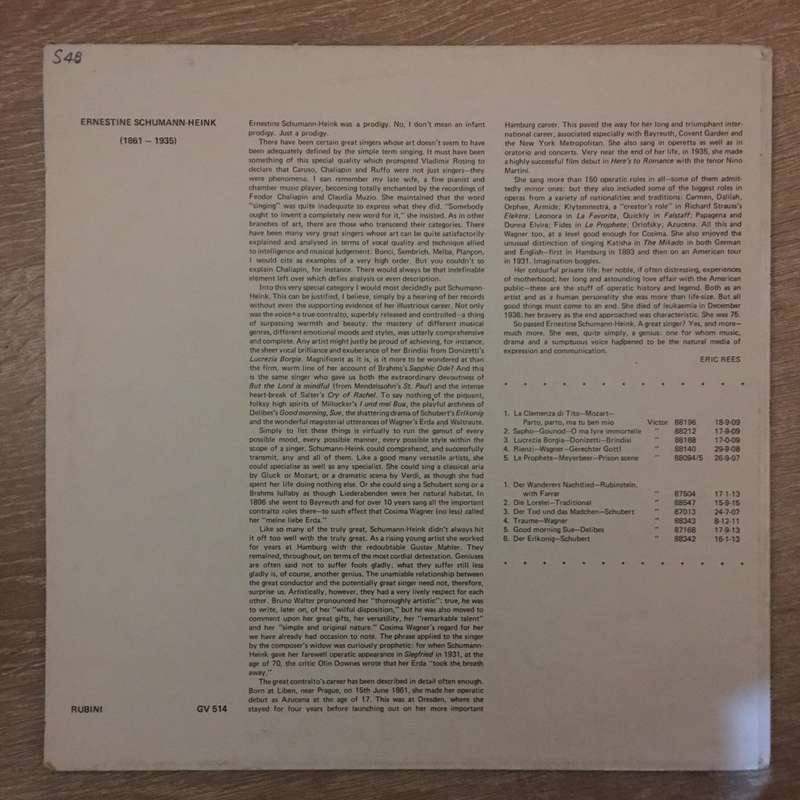 S48
ERNESTINE SCHUMANN-HEINK
(1861 – 1935)
Ernestine Schumann-Heink was a prodigy. No, I don't mean an infant
prodigy. Just a prodigy.
There have been certain great singers whose art doesn't seem to have
been adequately defined by the simple term singing. It must have been
something of this special quality which prompted Vladimir Rosing to
declare that Caruso, Chaliapin and Ruffo were not just singers—they
were phenomena. I can remember my late wife, a fine pianist and
chamber music player, becoming totally enchanted by the recordings of
Feodor Chaliapin and Claudia Muzio. She maintained that the word
"singing" was quite inadequate to express what they did. "Somebody
ought to invent a completely new word for it," she insisted. As in other
branches of art, there are those who transcend their categories. There
have been many very great singers whose art can be quite satisfactorily
explained and analysed in terms of vocal quality and technique allied
to intelligence and musical judgement: Bonci, Sembrich, Melba, Plançon,
I would cite as examples of a very high order. But you couldn't so
explain Chaliapin, for instance. There would always be that indefinable
element left over which defies analysis or even description.
Into this very special category I would most decidedly put Schumann-
Heink. This can be justified, I believe, simply by a hearing of her records
without even the supporting evidence of her illustrious career. Not only
was the voice a true contralto, superbly released and controlled—a thing
of surpassing warmth and beauty; the mastery of different musical
genres, different emotional moods and styles, was utterly comprehensive
and complete. Any artist might justly be proud of achieving, for instance,
the sheer vocal brilliance and exuberance of her Brindisi from Donizetti's
Lucrezia Borgia. Magnificent as it is, is it more to be wondered at than
the firm, warm line of her account of Brahms's Sapphic Ode? And this
is the same singer who gave us both the extraordinary devoutness of
But the Lord is mindful (from Mendelssohn's St. Paul) and the intense
heart-break of Salter's Cry of Rachel. To say nothing of the piquant,
folksy high spirits of Millocker's I und mei Bua, the playful archness of
Delibes's Good morning, Sue, the shattering drama of Schubert's Erlkonig
and the wonderful magisterial utterances of Wagner's Erda and Waltraute.
Simply to list these things is virtually to run the gamut of every
possible mood, every possible manner, every possible style within the
scope of a singer. Schumann-Heink could comprehend, and successfully
transmit, any and all of them. Like a good many versatile artists, she
could specialise as well as any specialist. She could sing a classical aria
by Gluck or Mozart, or a dramatic scena by Verdi, as though she had
spent her life doing nothing else. Or she could sing a Schubert song or a
Brahms lullaby as though Liederabenden were her natural habitat. In
1896 she went to Bayreuth and for over 10 years sang all the important
contralto roles there—to such effect that Cosima Wagner (no less) called
her "meine liebe Erda."
Like so many of the truly great, Schumann-Heink didn't always hit
it off too well with the truly great. As a rising young artist she worked
for years at Hamburg with the redoubtable Gustav Mahler. They
remained, throughout, on terms of the most cordial detestation. Geniuses
are often said not to suffer fools gladly; what they suffer still less
gladly is, of course, another genius. The unamiable relationship between
the great conductor and the potentially great singer need not, therefore,
surprise us. Artistically, however, they had a very lively respect for each
other. Bruno Walter pronounced her "thoroughly artistic"; true, he was
to write, later on, of her "wilful disposition," but he was also moved to
comment upon her great gifts, her versatility, her "remarkable talent"
and her "simple and original nature." Cosima Wagner's regard for her
we have already had occasion to note. The phrase applied to the singer
by the composer's widow was curiously prophetic: for when Schumann-
Heink gave her farewell operatic appearance in Siegfried in 1931, at the
age of 70, the critic Olin Downes wrote that her Erda "took the breath
away."
The great contralto's career has been described in detail often enough.
Born at Liben, near Prague, on 15th June 1861, she made her operatic
debut as Azucena at the age of 17. This was at Dresden, where she
stayed for four years before launching out on her more important
Hamburg career. This paved the way for her long and triumphant inter-
national career, associated especially with Bayreuth, Covent Garden and
the New York Metropolitan. She also sang in operetta as well as in
oratorio and concerts. Very near the end of her life, in 1935, she made
a highly successful film debut in Here's to Romance with the tenor Nino
Martini.
She sang more than 150 operatic roles in all—some of them admit-
tedly minor ones: but they also included some of the biggest roles in
operas from a variety of nationalities and traditions: Carmen, Dalilah,
Orphee, Armide; Klytemnestra, a "creator's role" in Richard Strauss's
Elektra; Leonora in La Favorita, Quickly in Falstaff; Papagena and
Donna Elvira; Fides in Le Prophete; Orlofsky, Azucena. All this and
Wagner too, at a level good enough for Cosima. She also enjoyed the
unusual distinction of singing Katisha in The Mikado in both German
and English—first in Hamburg in 1893 and then on an American tour
in 1931. Imagination boggles.
Her colourful private life; her noble, if often distressing, experiences
of motherhood; her long and astounding love affair with the American
public—these are the stuff of operatic history and legend. Both as an
artist and as a human personality she was more than life-size. But all
good things must come to an end. She died of leukaemia in December
1936; her bravery as the end approached was characteristic. She was 75.
So passed Ernestine Schumann-Heink. A great singer? Yes, and more—
much more. She was, quite simply, a genius: one for whom music,
drama and a sumptuous voice happened to be the natural media of
expression and communication.
ERIC REES
1. La Clemenza di Tito—Mozart—
Parto, parto, ma tu ben mio Victor 88196 18-9-09
2. Sapho—Gounod—O ma lyre immortelle " 88212 17-9-09
3. Lucrezia Borgia—Donizetti—Brindisi " 88188 17-0-09
4. Rienzi—Wagner—Gerechter Gott! " 88140 29-9-08
5. Le Prophete—Meyerbeer—Prison scene " 88094/5 26-9-07
1. Der Wanderers Nachtlied—Rubinstein,
with Farrar " 87504 17-1-13
2. Die Lorelei—Traditional " 88547 15-9-15
3. Der Tod und das Madchen—Schubert " 87013 24-7-07
4. Traume—Wagner " 88343 8-12-11
5. Good morning Sue—Delibes " 87168 17-9-13
6. Der Erlkonig—Schubert " 88342 16-1-13
RUBINI GV 514